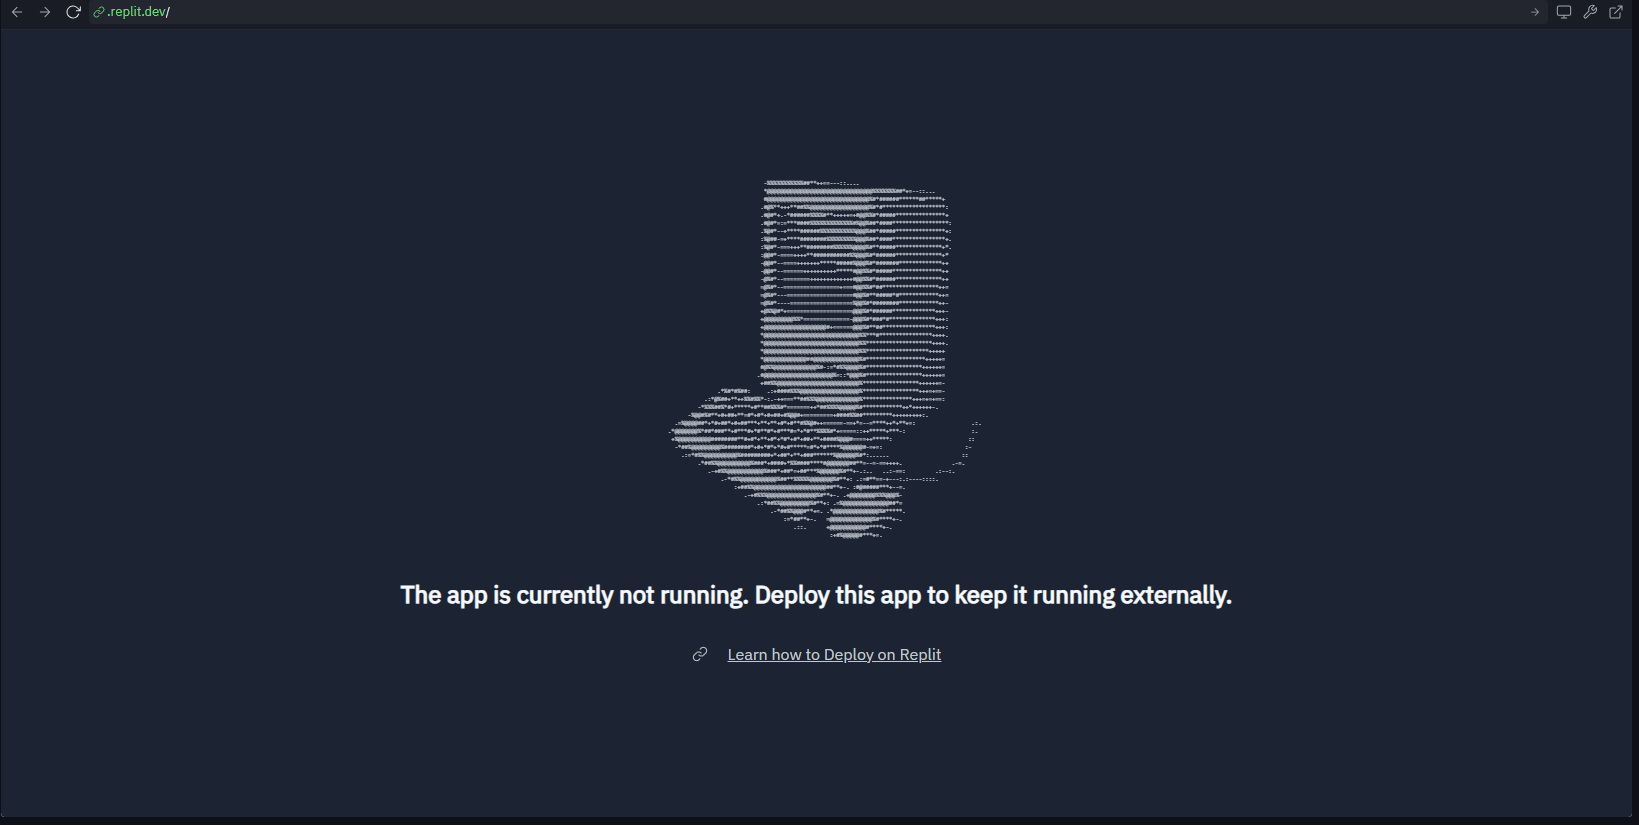 .replit.dev/
The app is currently not running. Deploy this app to keep it running externally.
Learn how to Deploy on Replit